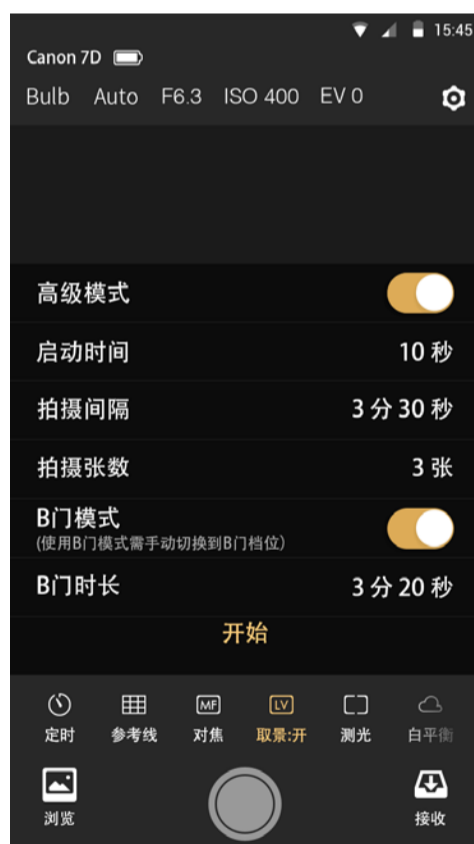 15:45
Canon 7D
Bulb Auto F6.3 ISO 400 EV 0
高级模式
启动时间 10 秒
拍摄间隔 3 分 30 秒
拍摄张数 3 张
B门模式
(使用B门模式需手动切换到B门档位)
B门时长 3 分 20 秒
开始
MF LV
定时 参考线 对焦 取景:开 测光 白平衡
浏览 接收